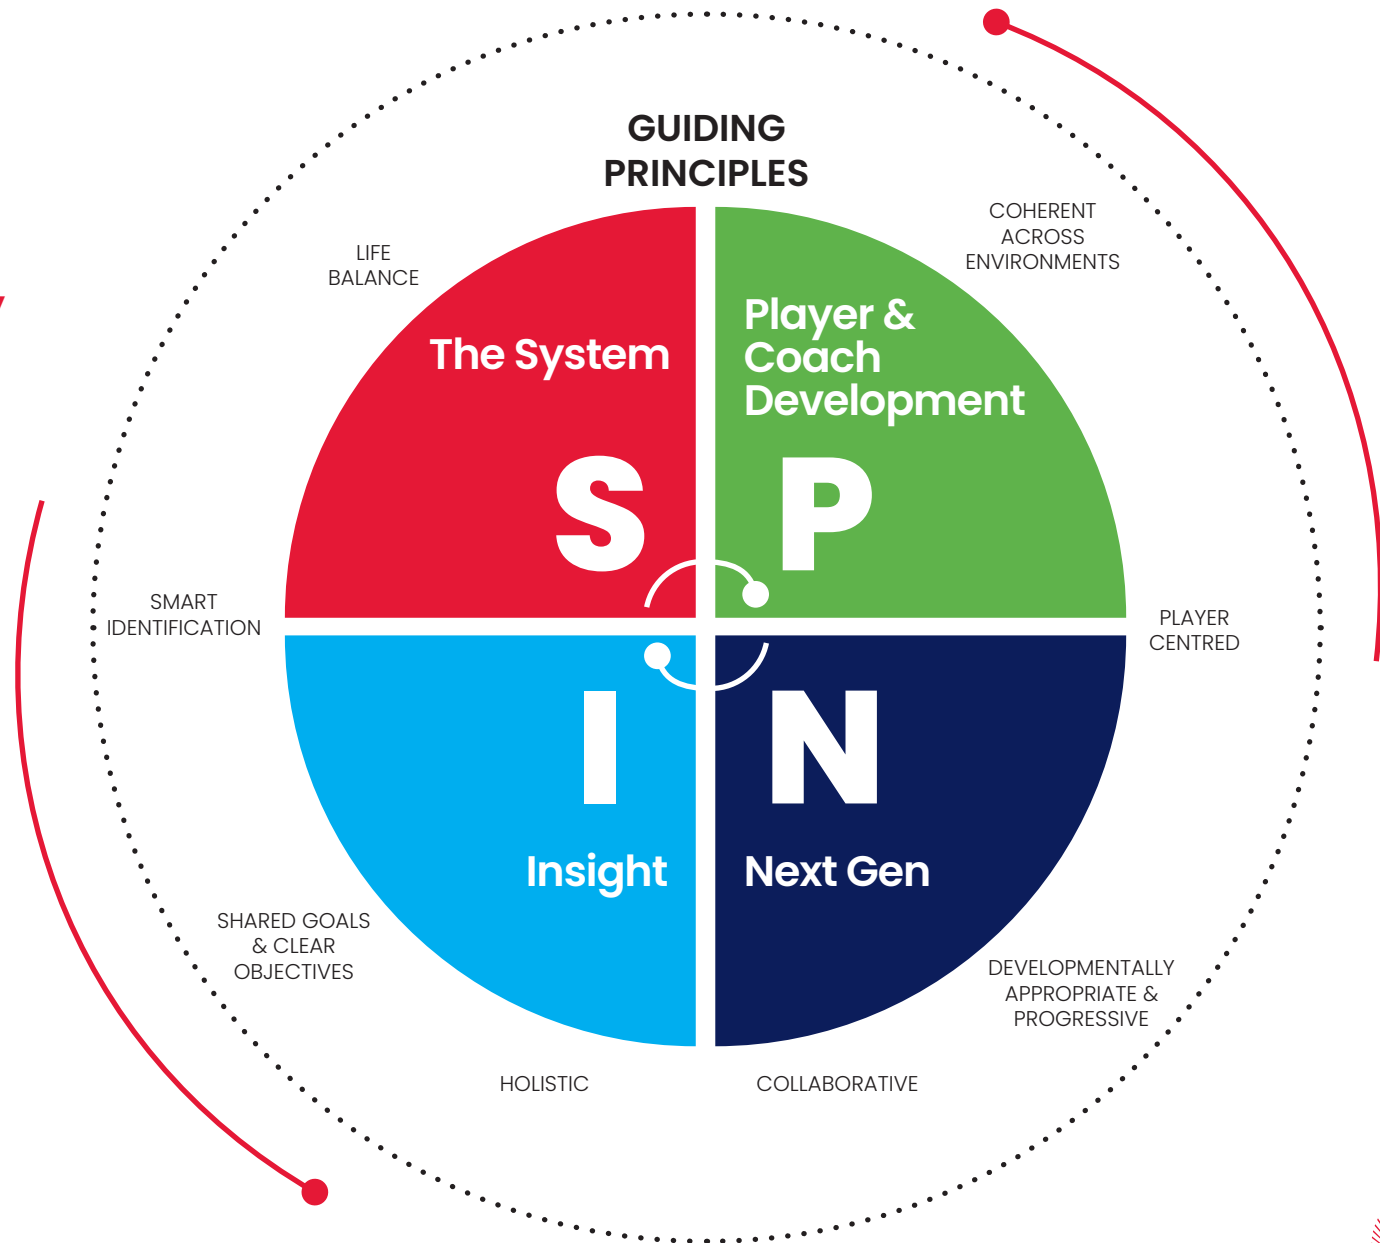 GUIDING
PRINCIPLES
COHERENT
ACROSS
ENVIRONMENTS
LIFE
BALANCE
The System
Player &
Coach
Development
S
P
SMART
IDENTIFICATION
PLAYER
CENTRED
I
N
Insight
Next Gen
SHARED GOALS
& CLEAR
OBJECTIVES
DEVELOPMENTALLY
APPROPRIATE &
PROGRESSIVE
HOLISTIC
COLLABORATIVE